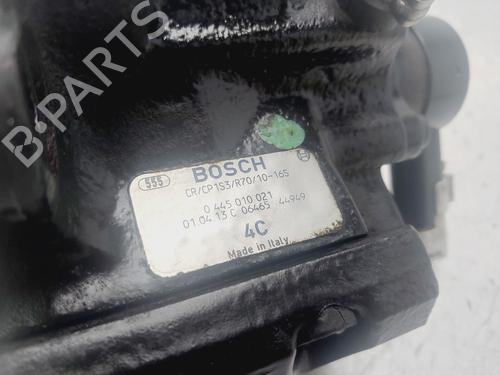 B-Parts
555 BOSCH
CR/CP1S3/R70/10-16S
0 445 010 021
01.04 13 C 06465 44949
4C
Made in Italy